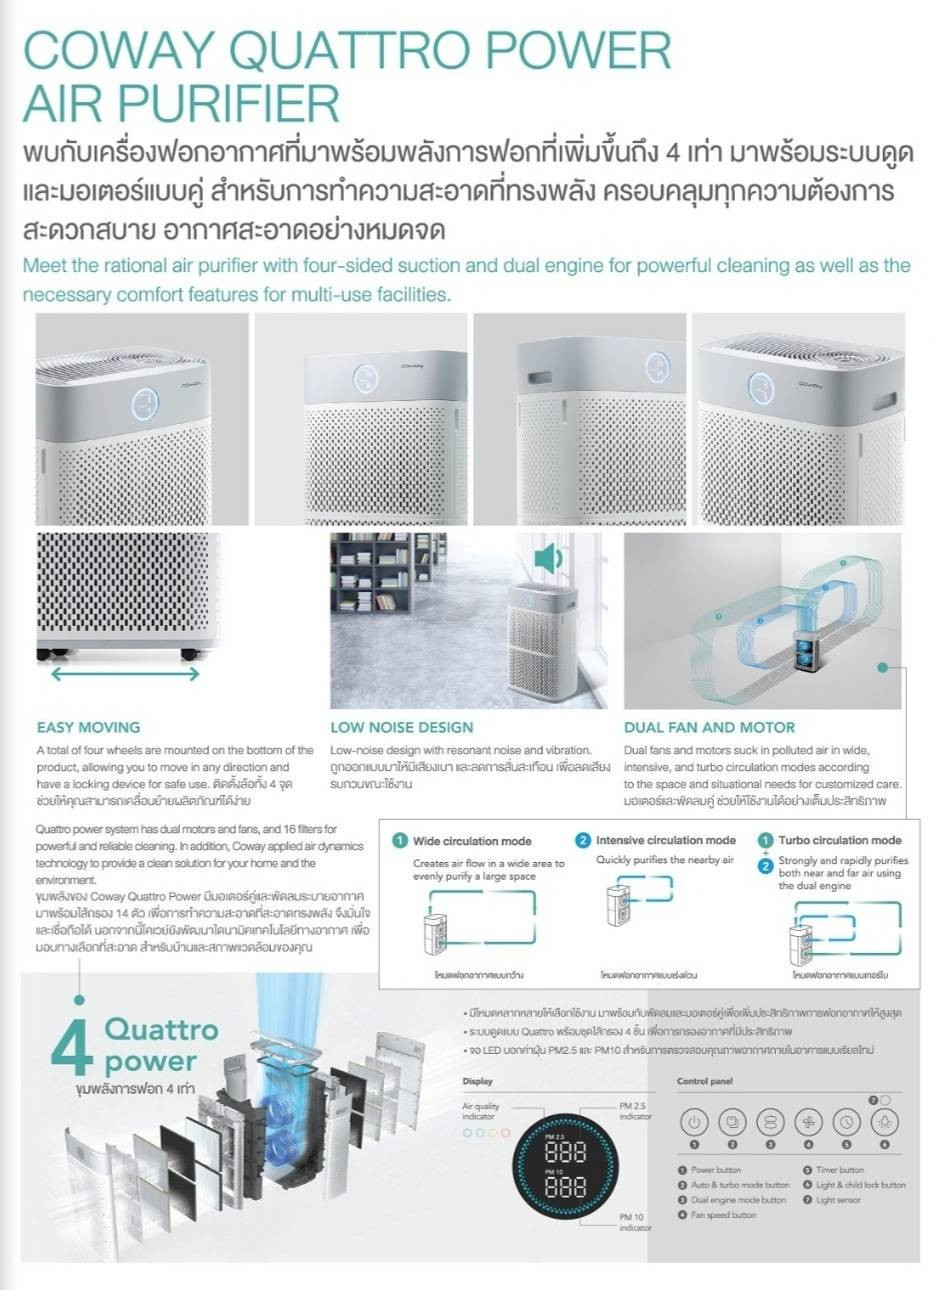 COWAY QUATTRO POWER
AIR PURIFIER
พบกับเครื่องฟอกอากาศที่มาพร้อมพลังการฟอกที่เพิ่มขึ้นถึง 4 เท่า มาพร้อมระบบดูด
และมอเตอร์แบบคู่ สำหรับการทำความสะอาดที่ทรงพลัง ครอบคลุมทุกความต้องการ
สะดวกสบาย อากาศสะอาดอย่างหมดจด
Meet the rational air purifier with four-sided suction and dual engine for powerful cleaning as well as the
necessary comfort features for multi-use facilities.
coway
coway
coway
EASY MOVING
A total of four wheels are mounted on the bottom of the
product, allowing you to move in any direction and
have a locking device for safe use. ติดตั้งล้อทั้ง 4 จุด
ช่วยให้คุณสามารถเคลื่อนย้ายผลิตภัณฑ์ได้ง่าย
LOW NOISE DESIGN
Low-noise design with resonant noise and vibration.
ถูกออกแบบมาให้มีเสียงเบา และลดการสั่นสะเทือน เพื่อลดเสียง
รบกวนขณะใช้งาน
DUAL FAN AND MOTOR
Dual fans and motors suck in polluted air in wide,
intensive, and turbo circulation modes according
to the space and situational needs for customized care.
มอเตอร์และพัดลมคู่ ช่วยให้ใช้งานได้อย่างเต็มประสิทธิภาพ
Quattro power system has dual motors and fans, and 16 filters for
powerful and reliable cleaning. In addition, Coway applied air dynamics
technology to provide a clean solution for your home and the
environment.
ขุมพลังของ Coway Quattro Power มีมอเตอร์คู่และพัดลมระบายอากาศ
มาพร้อมไส้กรอง 14 ตัว เพื่อการทำความสะอาดที่สะอาดทรงพลัง จึงมั่นใจ
และเชื่อถือได้ นอกจากนี้โคเวย์ยังพัฒนาไดนามิคเทคโนโลยีทางอากาศ เพื่อ
มอบทางเลือกที่สะอาด สำหรับบ้านและสภาพแวดล้อมของคุณ
1 Wide circulation mode
Creates air flow in a wide area to
evenly purify a large space
โหมดฟอกอากาศแบบกว้าง
2 Intensive circulation mode
Quickly purifies the nearby air
โหมดฟอกอากาศแบบเร่งด่วน
1 + 2 Turbo circulation mode
Strongly and rapidly purifies
both near and far air using
the dual engine
โหมดฟอกอากาศแบบเทอร์โบ
4 Quattro
power
ขุมพลังการฟอก 4 เท่า
• มีโหมดหลากหลายให้เลือกใช้งาน มาพร้อมกับพัดลมและมอเตอร์คู่เพื่อเพิ่มประสิทธิภาพการฟอกอากาศให้สูงสุด
• ระบบดูดแบบ Quattro พร้อมชุดไส้กรอง 4 ชั้น เพื่อการกรองอากาศที่มีประสิทธิภาพ
• จอ LED บอกค่าฝุ่น PM2.5 และ PM10 สำหรับการตรวจสอบคุณภาพอากาศภายในอาคารแบบเรียลไทม์
Display
Air quality
indicator
PM 2.5
indicator
PM 2.5
888
PM 10
888
PM 10
indicator
Control panel
7
1 2 3 4 5 6
1 Power button
2 Auto & turbo mode button
3 Dual engine mode button
4 Fan speed button
5 Timer button
6 Light & child lock button
7 Light sensor